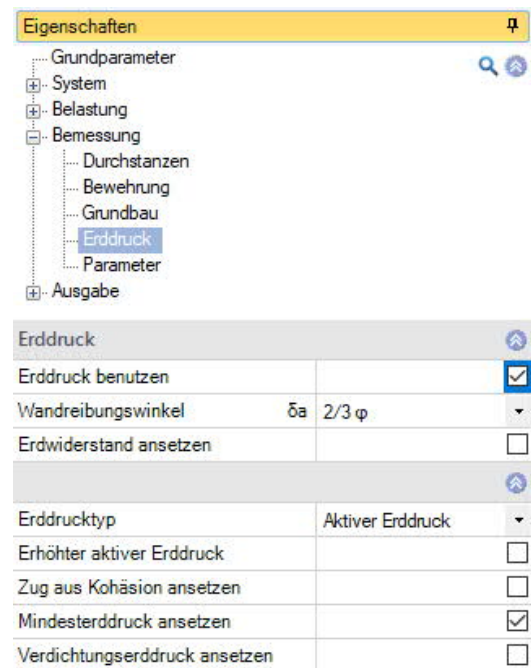 Eigenschaften
Grundparameter
System
Belastung
Bemessung
Durchstanzen
Bewehrung
Grundbau
Erddruck
Parameter
Ausgabe
Erddruck
Erddruck benutzen
Wandreibungswinkel δa 2/3 φ
Erdwiderstand ansetzen
Erddrucktyp Aktiver Erddruck
Erhöhter aktiver Erddruck
Zug aus Kohäsion ansetzen
Mindesterddruck ansetzen
Verdichtungserddruck ansetzen